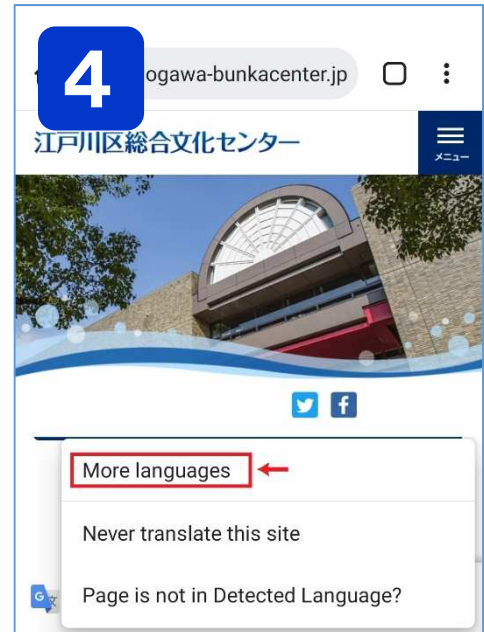 4
ogawa-bunkacenter.jp
江戸川区総合文化センター
メニュー
More languages
Never translate this site
Page is not in Detected Language?